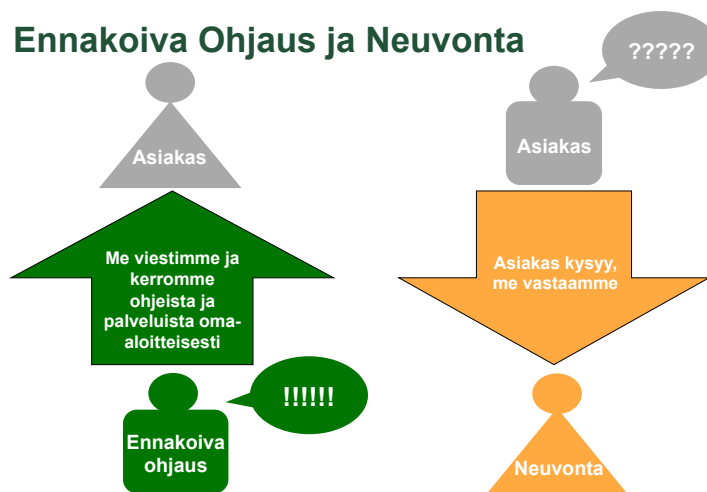 Ennakoiva Ohjaus ja Neuvonta
?????
Asiakas
Asiakas
Me viestimme ja
kerromme
ohjeista ja
palveluista oma-
aloitteisesti
Asiakas kysyy,
me vastaamme
!!!!!!
Ennakoiva
ohjaus
Neuvonta